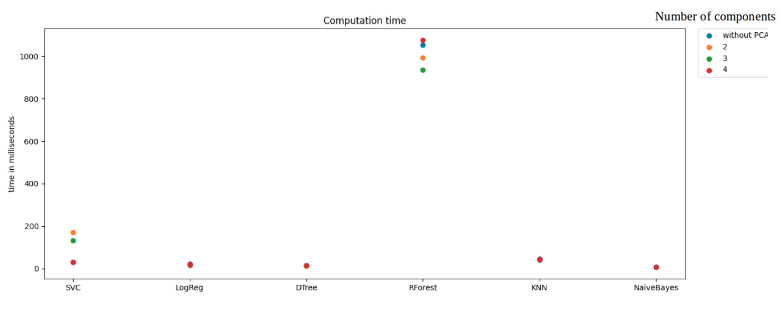 Number of components
Computation time
without PCA
2
3
4
time in milliseconds
1000
800
600
400
200
0
SVC LogReg DTree RForest KNN NaiveBayes